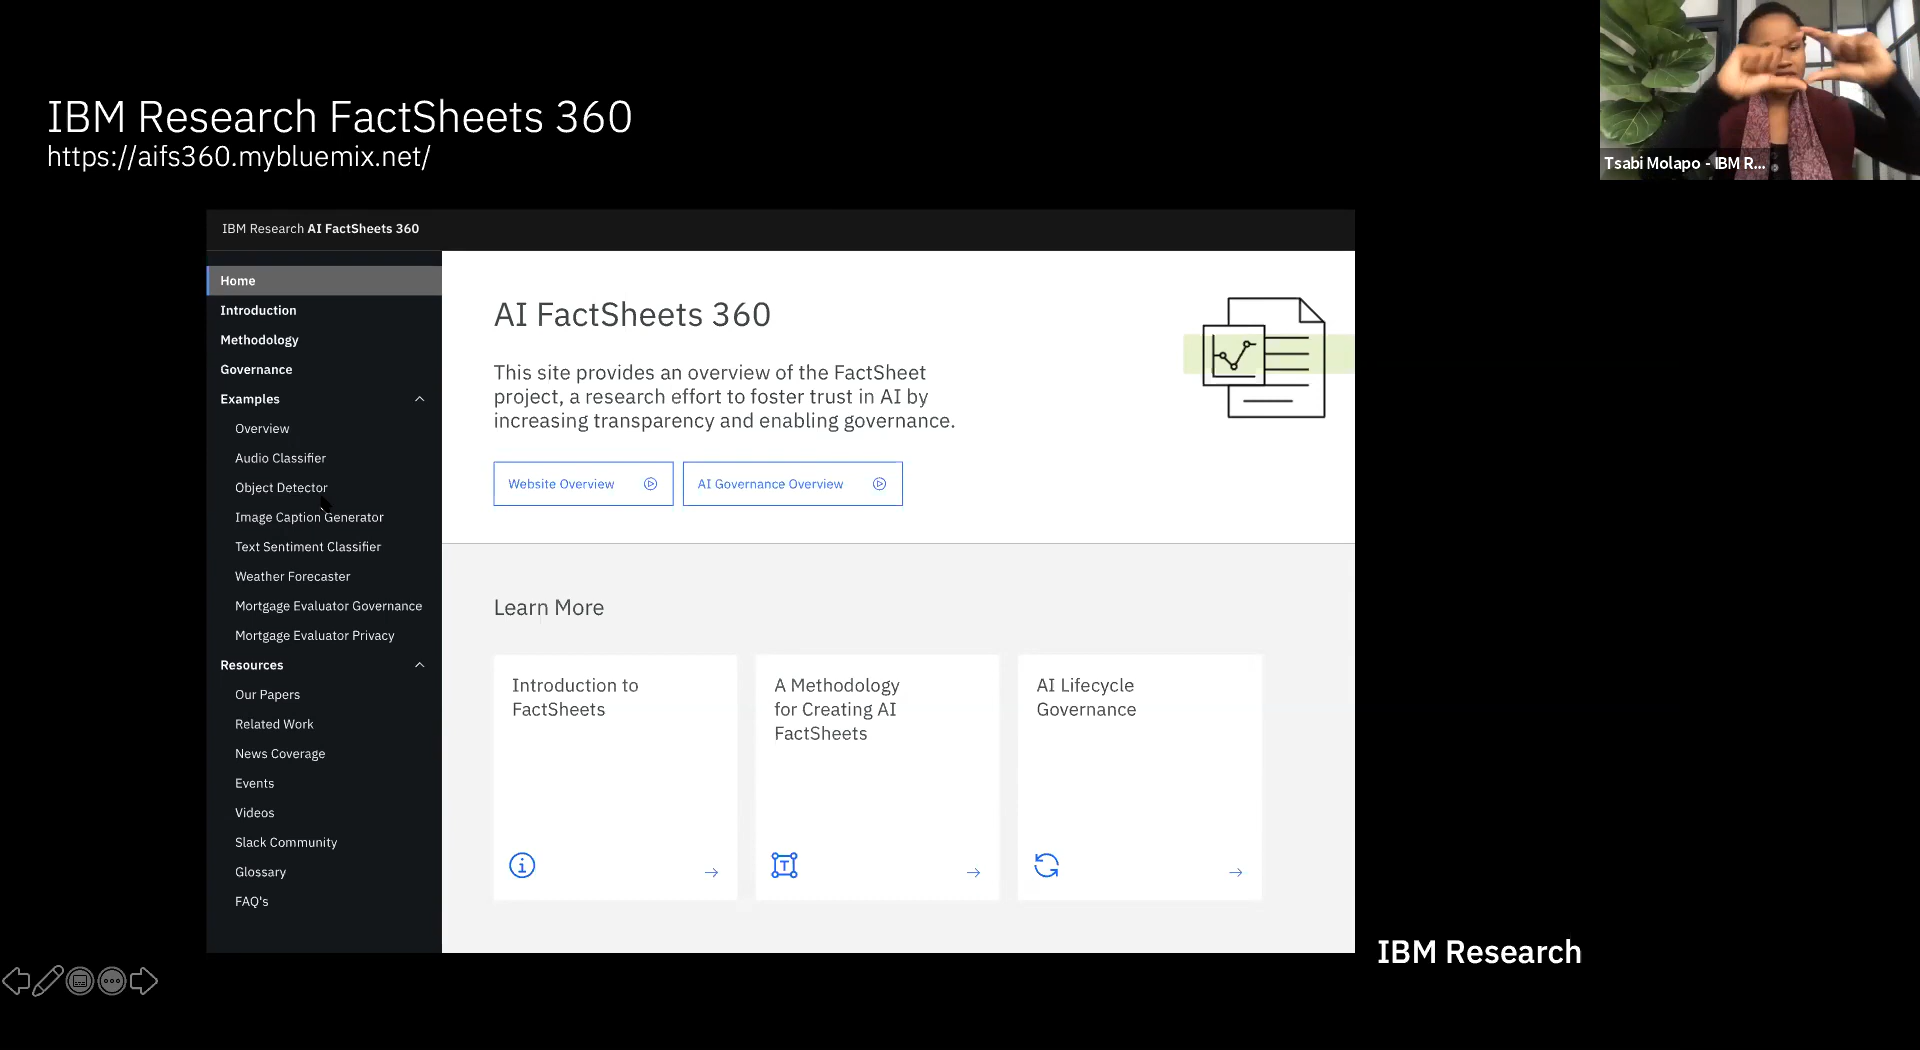 IBM Research FactSheets 360
https://aifs360.mybluemix.net/
Tsabi Molapo - IBM R...
IBM Research AI FactSheets 360
Home
Introduction
Methodology
Governance
Examples
Overview
Audio Classifier
Object Detector
Image Caption Generator
Text Sentiment Classifier
Weather Forecaster
Mortgage Evaluator Governance
Mortgage Evaluator Privacy
Resources
Our Papers
Related Work
News Coverage
Events
Videos
Slack Community
Glossary
FAQ's
AI FactSheets 360
This site provides an overview of the FactSheet
project, a research effort to foster trust in AI by
increasing transparency and enabling governance.
Website Overview
AI Governance Overview
Learn More
Introduction to
FactSheets
A Methodology
for Creating AI
FactSheets
AI Lifecycle
Governance
IBM Research